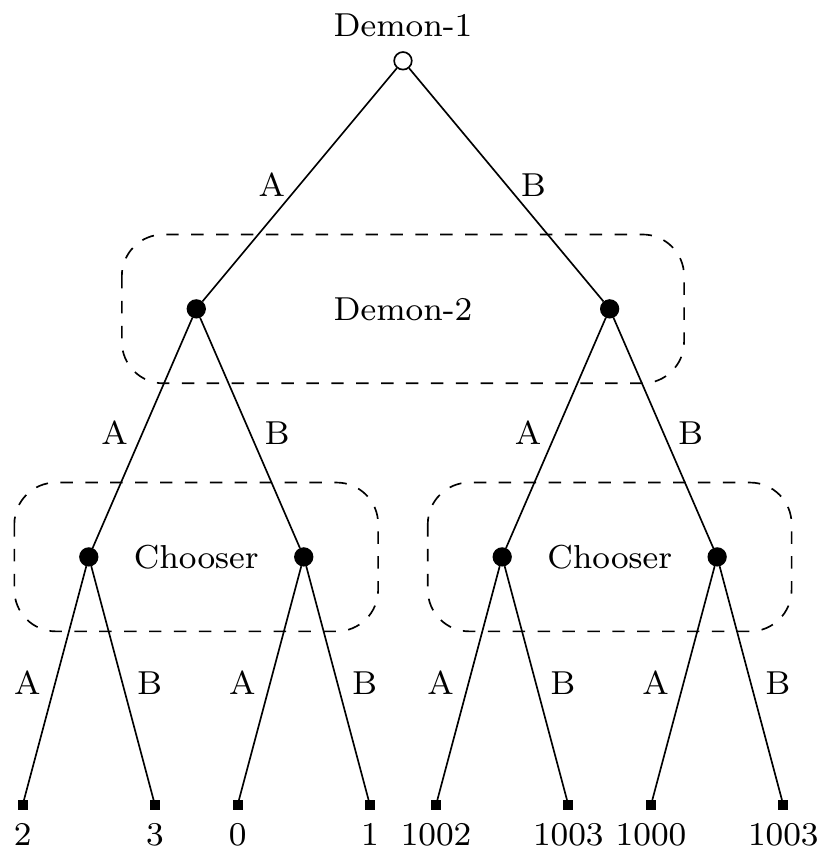 Demon-1
A B
Demon-2
A B A B
Chooser Chooser
A B A B A B A B
2 3 0 1 1002 1003 1000 1003